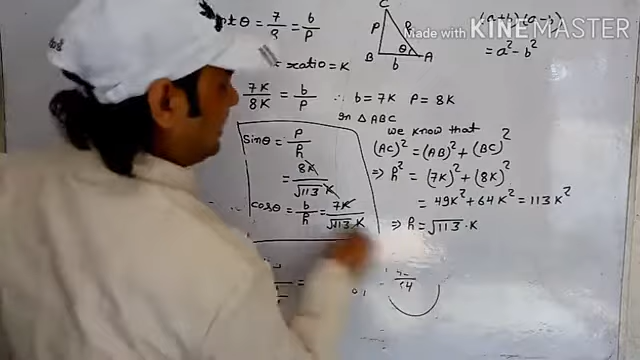 cotθ = 7/8 = b/p
= ratio = K
7K/8K = b/p ∴ b = 7K P = 8K
Sinθ = P/h
= 8K/√113 K
cosθ = b/h = 7K/√113 K
C
P
h
θ
B
b
A
(a+b)(a-b)
= a² - b²
Made with KINEMASTER
In △ABC
we know that
(AC)² = (AB)² + (BC)²
⇒ h² = (7K)² + (8K)²
= 49K² + 64K² = 113K²
⇒ h = √113 · K